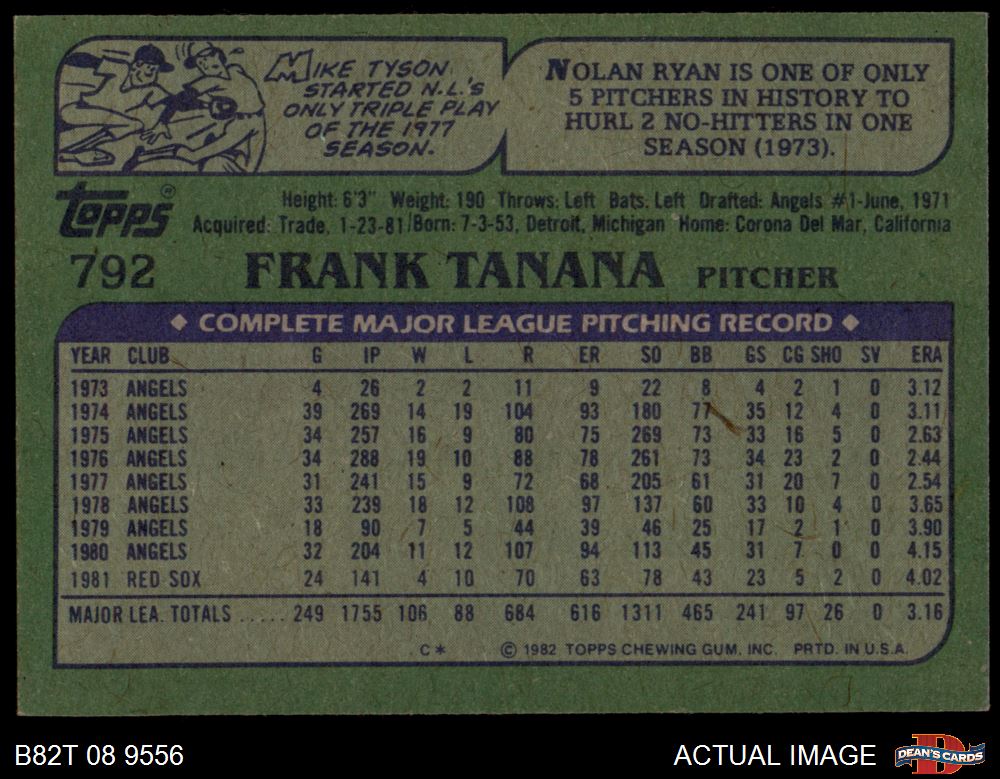 MIKE TYSON
STARTED N.L.'S
ONLY TRIPLE PLAY
OF THE 1977
SEASON.
NOLAN RYAN IS ONE OF ONLY
5 PITCHERS IN HISTORY TO
HURL 2 NO-HITTERS IN ONE
SEASON (1973).
topps®
Height: 6'3" Weight: 190 Throws: Left Bats: Left Drafted: Angels #1-June, 1971
Acquired: Trade, 1-23-81/Born: 7-3-53, Detroit, Michigan Home: Corona Del Mar, California
792 FRANK TANANA PITCHER
◆ COMPLETE MAJOR LEAGUE PITCHING RECORD ◆
YEAR CLUB G IP W L R ER SO BB GS CG SHO SV ERA
1973 ANGELS 4 26 2 2 11 9 22 8 4 2 1 0 3.12
1974 ANGELS 39 269 14 19 104 93 180 77 35 12 4 0 3.11
1975 ANGELS 34 257 16 9 80 75 269 73 33 16 5 0 2.63
1976 ANGELS 34 288 19 10 88 78 261 73 34 23 2 0 2.44
1977 ANGELS 31 241 15 9 72 68 205 61 31 20 7 0 2.54
1978 ANGELS 33 239 18 12 108 97 137 60 33 10 4 0 3.65
1979 ANGELS 18 90 7 5 44 39 46 25 17 2 1 0 3.90
1980 ANGELS 32 204 11 12 107 94 113 45 31 7 0 0 4.15
1981 RED SOX 24 141 4 10 70 63 78 43 23 5 2 0 4.02
MAJOR LEA. TOTALS ..... 249 1755 106 88 684 616 1311 465 241 97 26 0 3.16
C* © 1982 TOPPS CHEWING GUM, INC. PRTD. IN U.S.A.
B82T 08 9556
ACTUAL IMAGE
D
DEAN'S CARDS